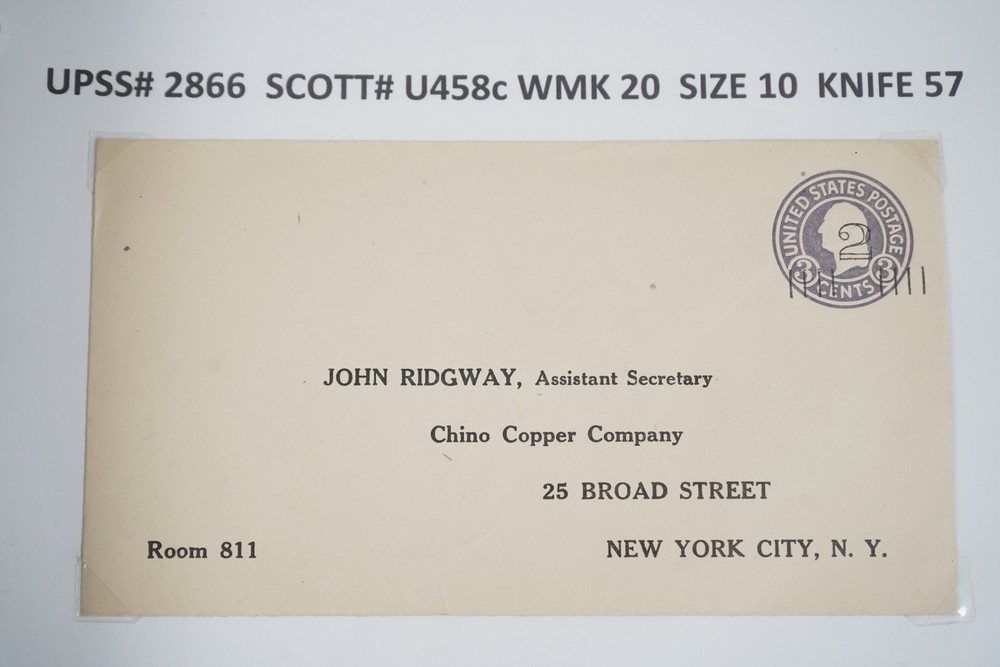 UPSS# 2866 SCOTT# U458c WMK 20 SIZE 10 KNIFE 57
UNITED STATES POSTAGE
2
3 CENTS 3
JOHN RIDGWAY, Assistant Secretary
Chino Copper Company
25 BROAD STREET
Room 811 NEW YORK CITY, N. Y.